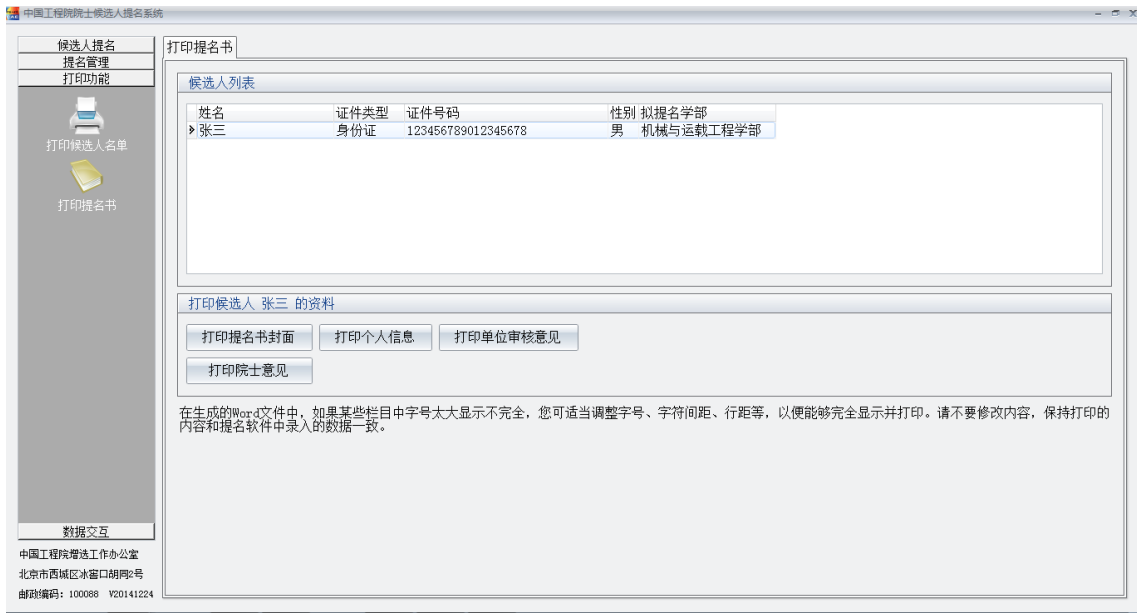 中国工程院院士候选人提名系统
候选人提名
提名管理
打印功能
打印候选人名单
打印提名书
数据交互
中国工程院增选工作办公室
北京市西城区冰窖口胡同2号
邮政编码：100088 V20141224
打印提名书
候选人列表
姓名 证件类型 证件号码 性别 拟提名学部
张三 身份证 123456789012345678 男 机械与运载工程学部
打印候选人 张三 的资料
打印提名书封面 打印个人信息 打印单位审核意见
打印院士意见
在生成的Word文件中，如果某些栏目中字号太大显示不完全，您可适当调整字号、字符间距、行距等，以便能够完全显示并打印。请不要修改内容，保持打印的
内容和提名软件中录入的数据一致。